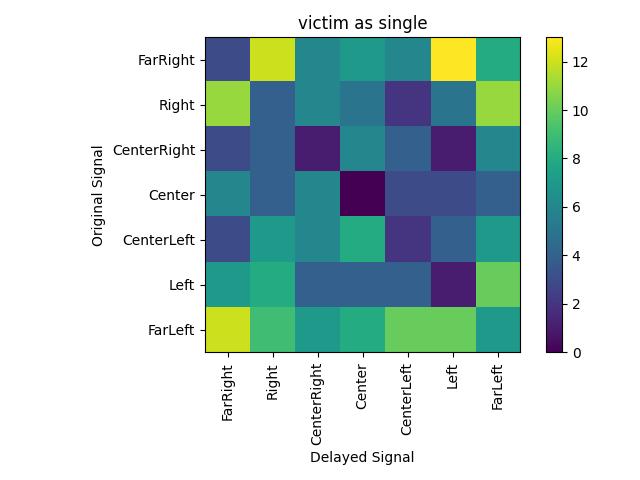 victim as single
FarRight
Right
CenterRight
Center
CenterLeft
Left
FarLeft
Original Signal
FarRight
Right
CenterRight
Center
CenterLeft
Left
FarLeft
Delayed Signal
12
10
8
6
4
2
0